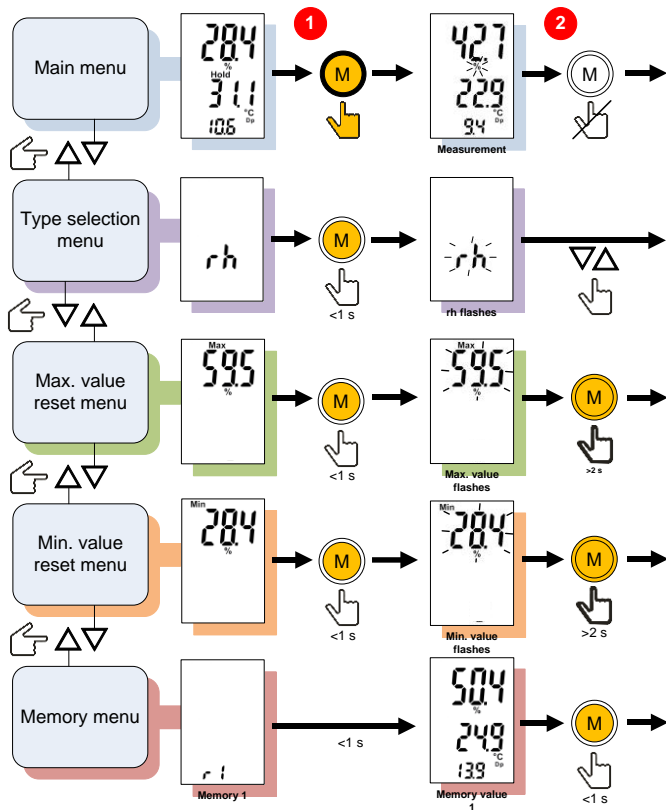 1
2
Main menu
28.4
%
Hold
31.1
°C
Dp
10.6
M
42.7
%
22.9
°C
Dp
9.4
Measurement
M
Type selection
menu
rh
M
<1 s
rh
rh flashes
Max. value
reset menu
Max
59.5
%
M
<1 s
Max
59.5
%
Max. value
flashes
M
>2 s
Min. value
reset menu
Min
28.4
%
M
<1 s
Min
28.4
%
Min. value
flashes
M
>2 s
Memory menu
r 1
Memory 1
<1 s
50.4
%
24.9
°C
Dp
13.9
Memory value
1
M
<1 s